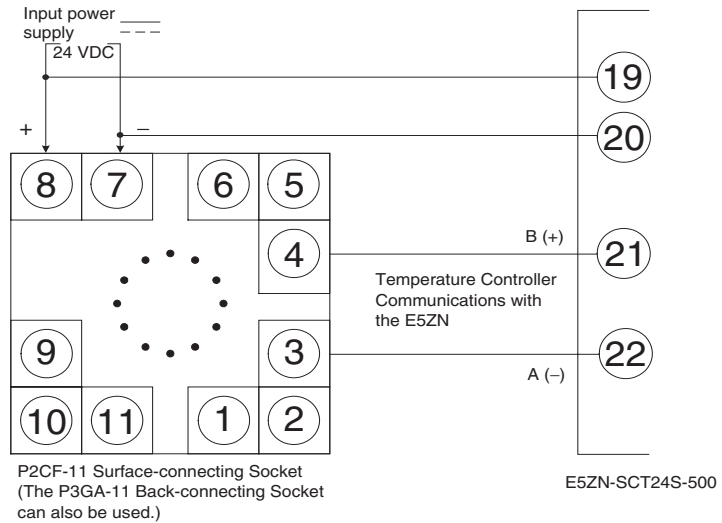 Input power
supply
24 VDC
19
+
−
20
8
7
6
5
4
B (+)
21
Temperature Controller
Communications with
the E5ZN
9
3
22
A (−)
10
11
1
2
P2CF-11 Surface-connecting Socket
(The P3GA-11 Back-connecting Socket
can also be used.)
E5ZN-SCT24S-500